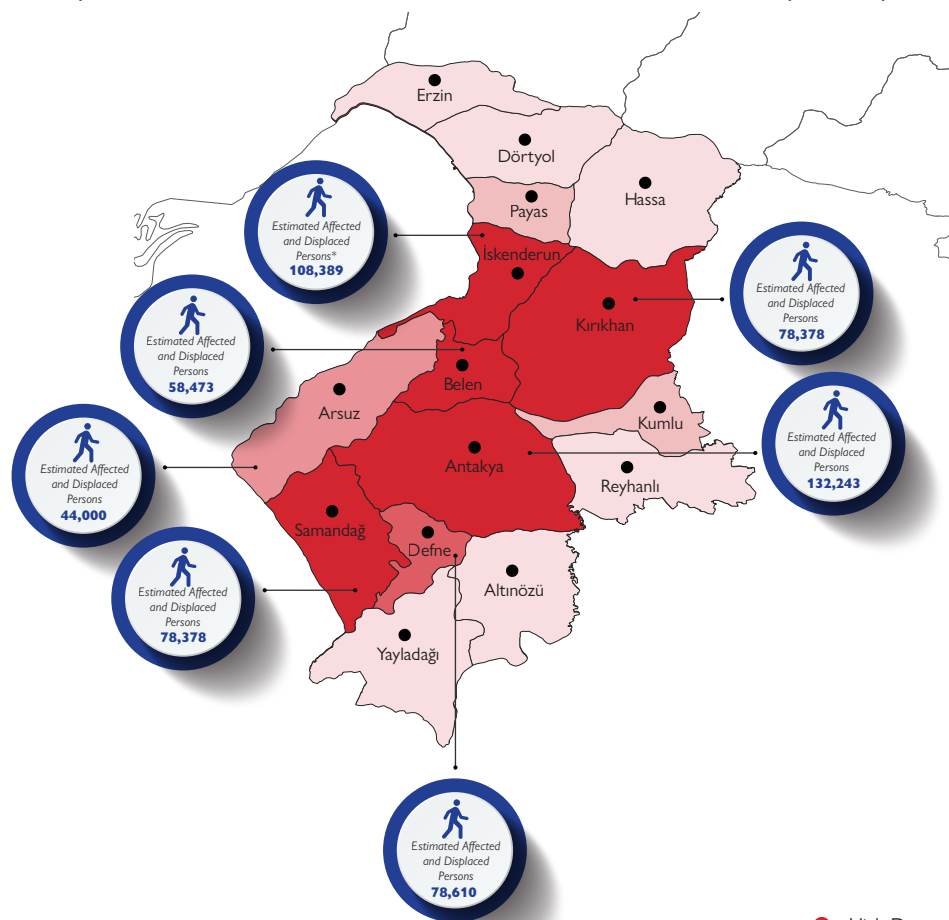 Erzin
Dörtyol
Hassa
Payas
Estimated Affected
and Displaced
Persons*
108,389
İskenderun
Kırıkhan
Estimated Affected
and Displaced
Persons
78,378
Estimated Affected
and Displaced
Persons
58,473
Belen
Arsuz
Kumlu
Estimated Affected
and Displaced
Persons
132,243
Antakya
Reyhanlı
Estimated Affected
and Displaced
Persons
44,000
Samandağ
Defne
Altınözü
Estimated Affected
and Displaced
Persons
78,378
Yayladağı
Estimated Affected
and Displaced
Persons
78,610